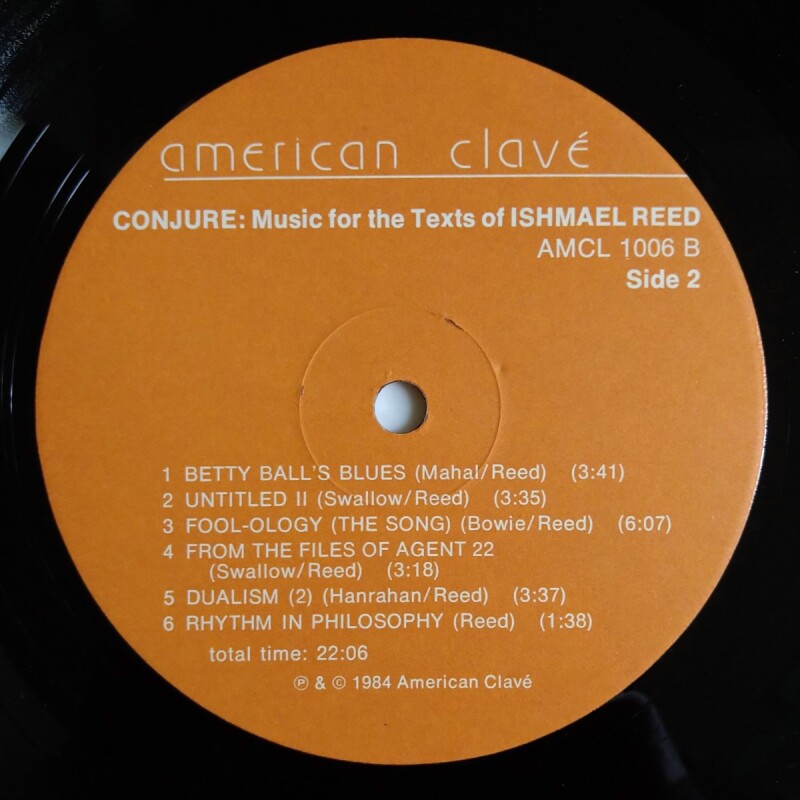 american clavé
CONJURE: Music for the Texts of ISHMAEL REED
AMCL 1006 B
Side 2
1 BETTY BALL'S BLUES (Mahal/Reed) (3:41)
2 UNTITLED II (Swallow/Reed) (3:35)
3 FOOL-OLOGY (THE SONG) (Bowie/Reed) (6:07)
4 FROM THE FILES OF AGENT 22
(Swallow/Reed) (3:18)
5 DUALISM (2) (Hanrahan/Reed) (3:37)
6 RHYTHM IN PHILOSOPHY (Reed) (1:38)
total time: 22:06
℗ & © 1984 American Clavé